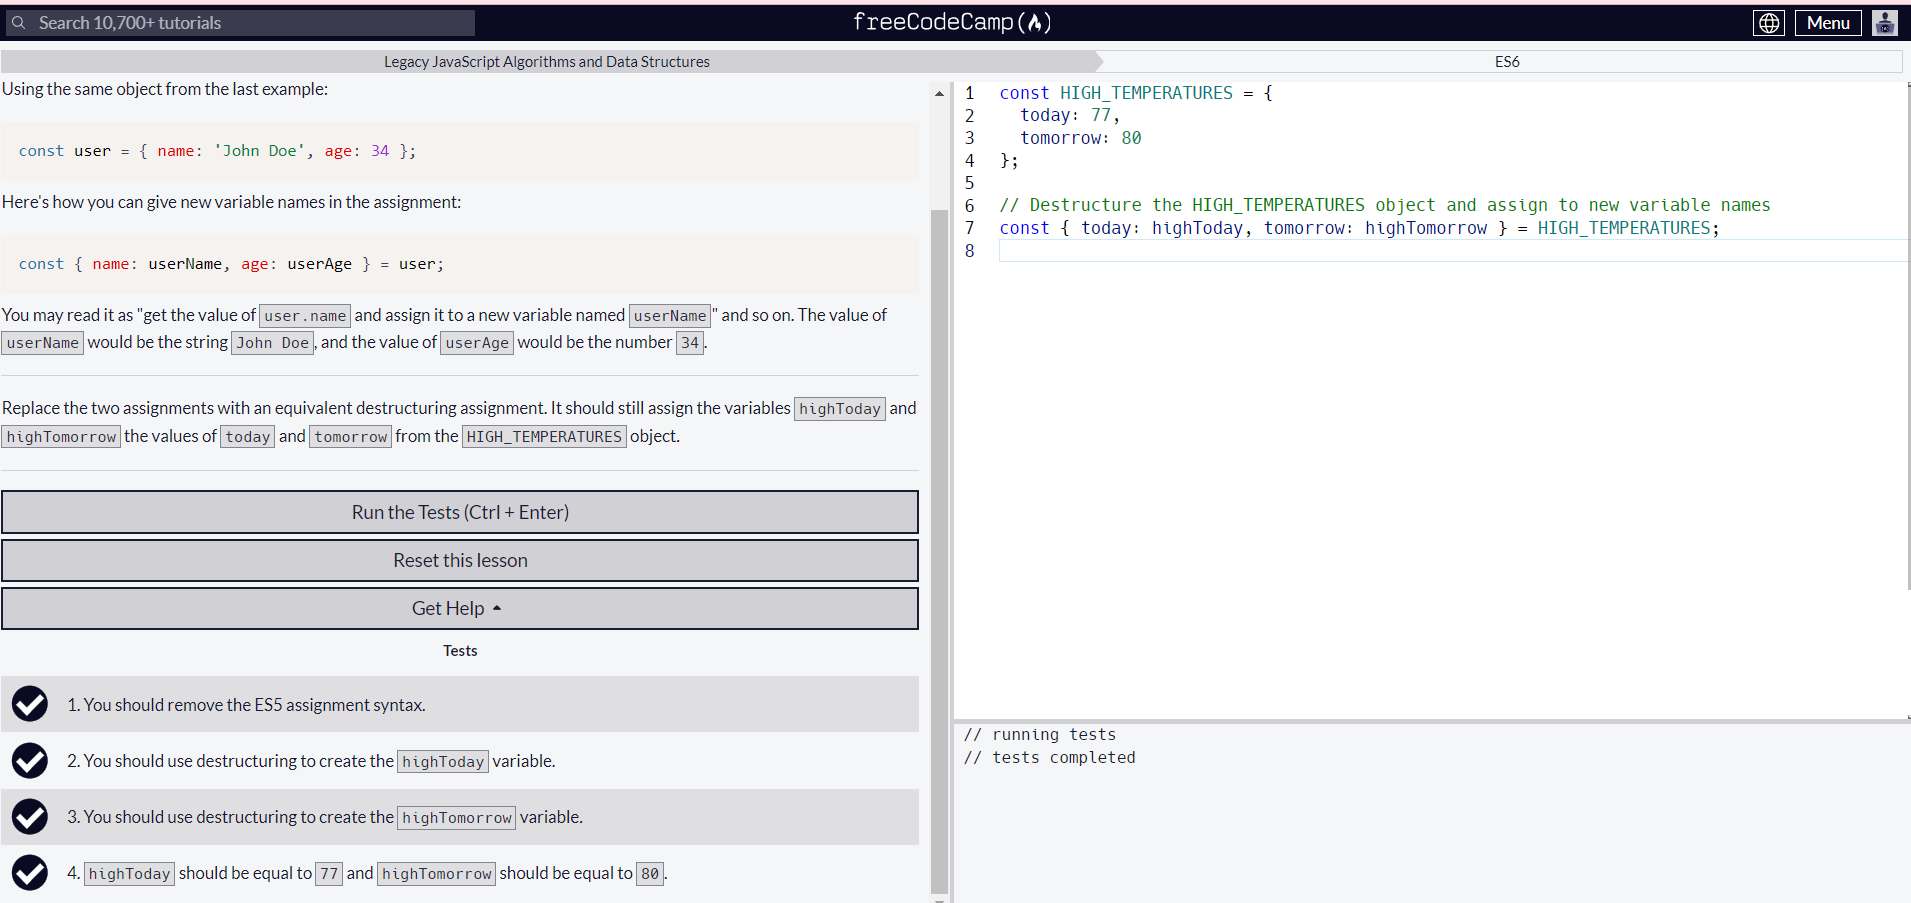 Search 10,700+ tutorials
freeCodeCamp
Menu
Legacy JavaScript Algorithms and Data Structures
ES6
Using the same object from the last example:
const user = { name: 'John Doe', age: 34 };
Here's how you can give new variable names in the assignment:
const { name: userName, age: userAge } = user;
You may read it as "get the value of user.name and assign it to a new variable named userName" and so on. The value of
userName would be the string John Doe, and the value of userAge would be the number 34.
Replace the two assignments with an equivalent destructuring assignment. It should still assign the variables highToday and
highTomorrow the values of today and tomorrow from the HIGH_TEMPERATURES object.
Run the Tests (Ctrl + Enter)
Reset this lesson
Get Help
Tests
1. You should remove the ES5 assignment syntax.
2. You should use destructuring to create the highToday variable.
3. You should use destructuring to create the highTomorrow variable.
4. highToday should be equal to 77 and highTomorrow should be equal to 80.
1 const HIGH_TEMPERATURES = {
2 today: 77,
3 tomorrow: 80
4 };
5
6 // Destructure the HIGH_TEMPERATURES object and assign to new variable names
7 const { today: highToday, tomorrow: highTomorrow } = HIGH_TEMPERATURES;
8
// running tests
// tests completed